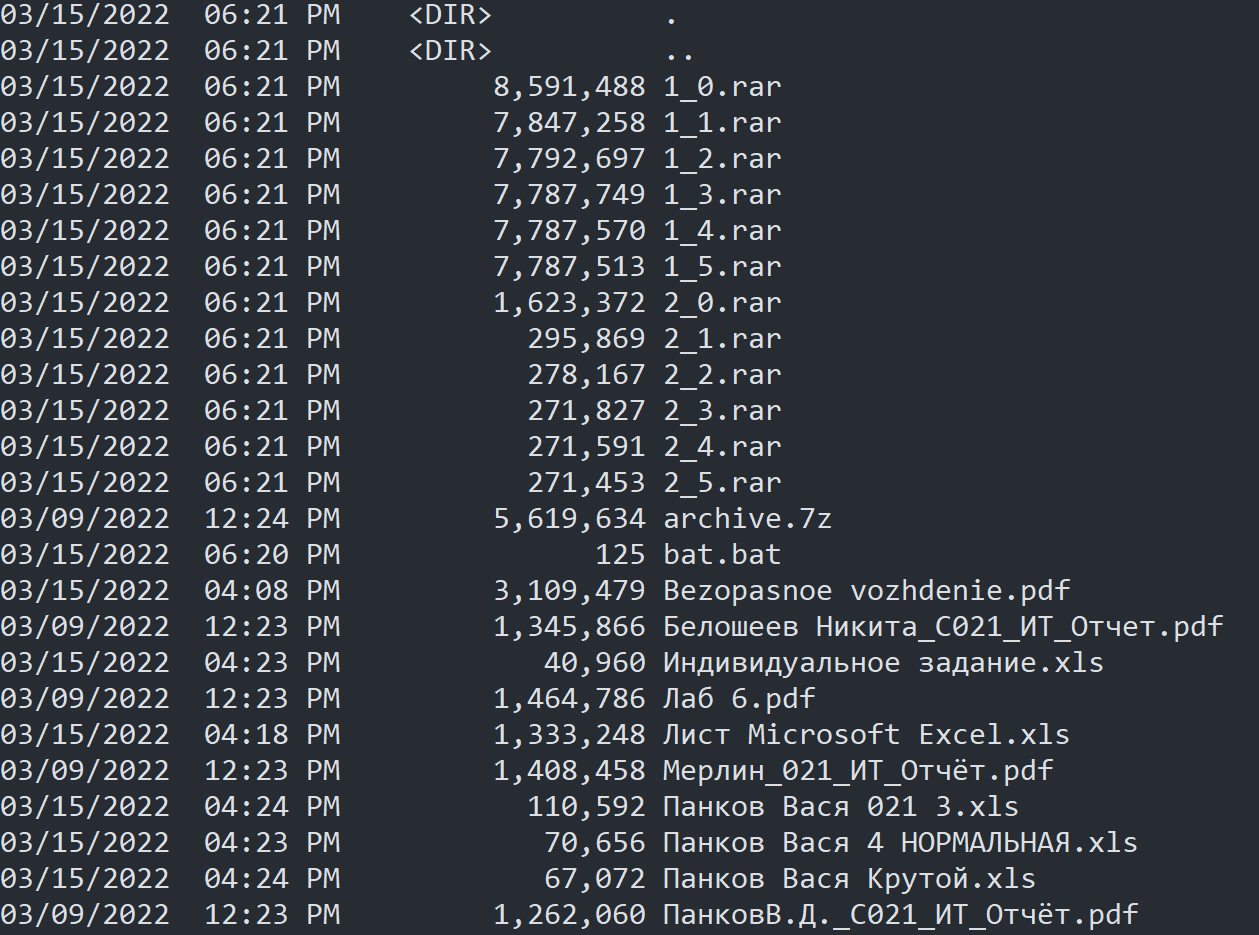 03/15/2022  06:21 PM    <DIR>          .
03/15/2022  06:21 PM    <DIR>          ..
03/15/2022  06:21 PM         8,591,488 1_0.rar
03/15/2022  06:21 PM         7,847,258 1_1.rar
03/15/2022  06:21 PM         7,792,697 1_2.rar
03/15/2022  06:21 PM         7,787,749 1_3.rar
03/15/2022  06:21 PM         7,787,570 1_4.rar
03/15/2022  06:21 PM         7,787,513 1_5.rar
03/15/2022  06:21 PM         1,623,372 2_0.rar
03/15/2022  06:21 PM           295,869 2_1.rar
03/15/2022  06:21 PM           278,167 2_2.rar
03/15/2022  06:21 PM           271,827 2_3.rar
03/15/2022  06:21 PM           271,591 2_4.rar
03/15/2022  06:21 PM           271,453 2_5.rar
03/09/2022  12:24 PM         5,619,634 archive.7z
03/15/2022  06:20 PM               125 bat.bat
03/15/2022  04:08 PM         3,109,479 Bezopasnoe vozhdenie.pdf
03/09/2022  12:23 PM         1,345,866 Белошеев Никита_С021_ИТ_Отчет.pdf
03/15/2022  04:23 PM            40,960 Индивидуальное задание.xls
03/09/2022  12:23 PM         1,464,786 Лаб 6.pdf
03/15/2022  04:18 PM         1,333,248 Лист Microsoft Excel.xls
03/09/2022  12:23 PM         1,408,458 Мерлин_021_ИТ_Отчёт.pdf
03/15/2022  04:24 PM           110,592 Панков Вася 021 3.xls
03/15/2022  04:23 PM            70,656 Панков Вася 4 НОРМАЛЬНАЯ.xls
03/15/2022  04:24 PM            67,072 Панков Вася Крутой.xls
03/09/2022  12:23 PM         1,262,060 ПанковВ.Д._С021_ИТ_Отчёт.pdf